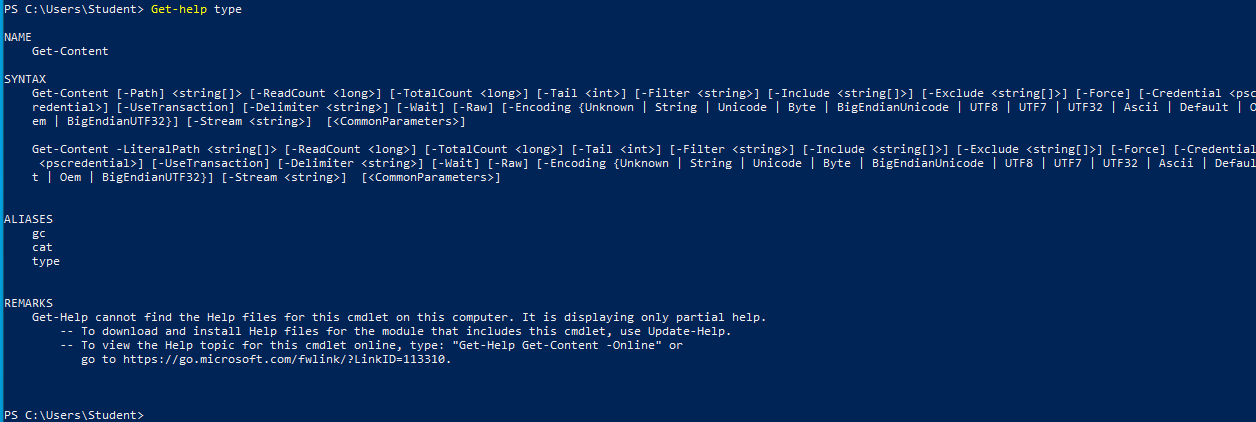 PS C:\Users\Student> Get-help type
NAME
Get-Content
SYNTAX
Get-Content [-Path] <string[]> [-ReadCount <long>] [-TotalCount <long>] [-Tail <int>] [-Filter <string>] [-Include <string[]>] [-Exclude <string[]>] [-Force] [-Credential <psc
redential>] [-UseTransaction] [-Delimiter <string>] [-Wait] [-Raw] [-Encoding {Unknown | String | Unicode | Byte | BigEndianUnicode | UTF8 | UTF7 | UTF32 | Ascii | Default | O
em | BigEndianUTF32}] [-Stream <string>] [<CommonParameters>]
Get-Content -LiteralPath <string[]> [-ReadCount <long>] [-TotalCount <long>] [-Tail <int>] [-Filter <string>] [-Include <string[]>] [-Exclude <string[]>] [-Force] [-Credential
<pscredential>] [-UseTransaction] [-Delimiter <string>] [-Wait] [-Raw] [-Encoding {Unknown | String | Unicode | Byte | BigEndianUnicode | UTF8 | UTF7 | UTF32 | Ascii | Defaul
t | Oem | BigEndianUTF32}] [-Stream <string>] [<CommonParameters>]
ALIASES
gc
cat
type
REMARKS
Get-Help cannot find the Help files for this cmdlet on this computer. It is displaying only partial help.
-- To download and install Help files for the module that includes this cmdlet, use Update-Help.
-- To view the Help topic for this cmdlet online, type: "Get-Help Get-Content -Online" or
go to https://go.microsoft.com/fwlink/?LinkID=113310.
PS C:\Users\Student>